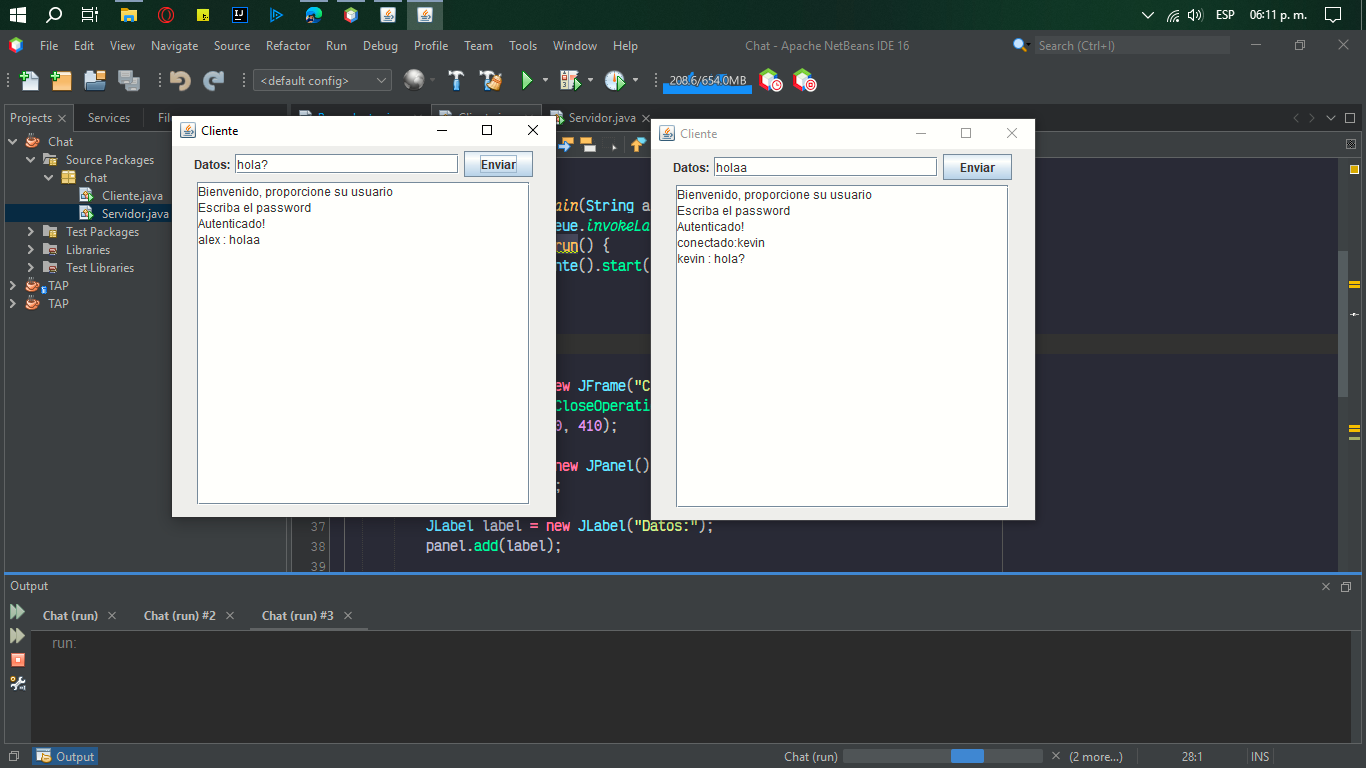 ESP 06:11 p. m.
File Edit View Navigate Source Refactor Run Debug Profile Team Tools Window Help
Chat - Apache NetBeans IDE 16
Search (Ctrl+I)
<default config>
208.6/654.0MB
Projects Services
Servidor.java
Chat
Source Packages
chat
Cliente.java
Servidor.java
Test Packages
Libraries
Test Libraries
TAP
TAP
Cliente
Datos: hola? Enviar
Bienvenido, proporcione su usuario
Escriba el password
Autenticado!
alex : holaa
Cliente
Datos: holaa Enviar
Bienvenido, proporcione su usuario
Escriba el password
Autenticado!
conectado:kevin
kevin : hola?
(String a
.invokeLa
run() {
().start(
new JFrame("C
CloseOperati
, 410);
new JPanel()
;
37 JLabel label = new JLabel("Datos:");
38 panel.add(label);
39
Output
Chat (run) Chat (run) #2 Chat (run) #3
run:
Output
Chat (run) (2 more...) 28:1 INS